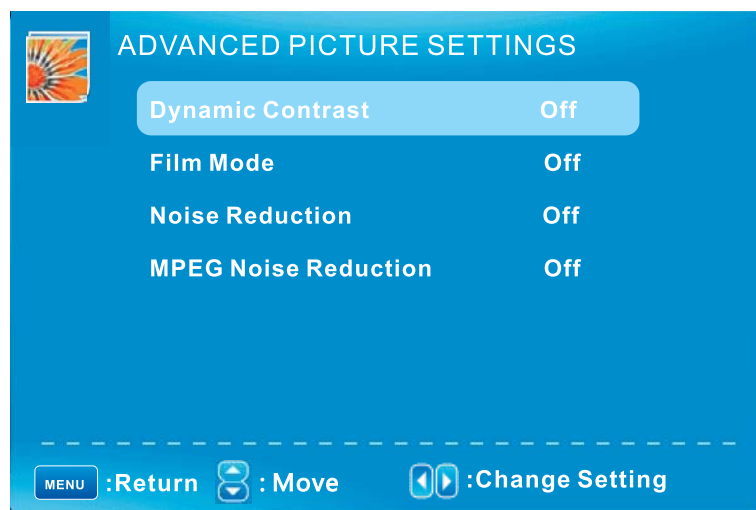 ADVANCED PICTURE SETTINGS
Dynamic Contrast Off
Film Mode Off
Noise Reduction Off
MPEG Noise Reduction Off
MENU :Return : Move :Change Setting